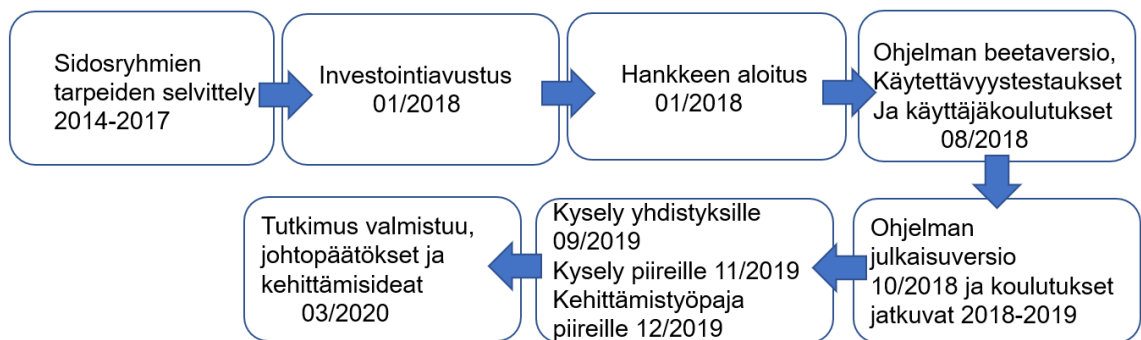 Sidosryhmien
tarpeiden selvittely
2014-2017
Investointiavustus
01/2018
Hankkeen aloitus
01/2018
Ohjelman beetaversio,
Käytettävyystestaukset
Ja käyttäjäkoulutukset
08/2018
Ohjelman
julkaisuversio
10/2018 ja koulutukset
jatkuvat 2018-2019
Kysely yhdistyksille
09/2019
Kysely piireille 11/2019
Kehittämistyöpaja
piireille 12/2019
Tutkimus valmistuu,
johtopäätökset ja
kehittämisideat
03/2020